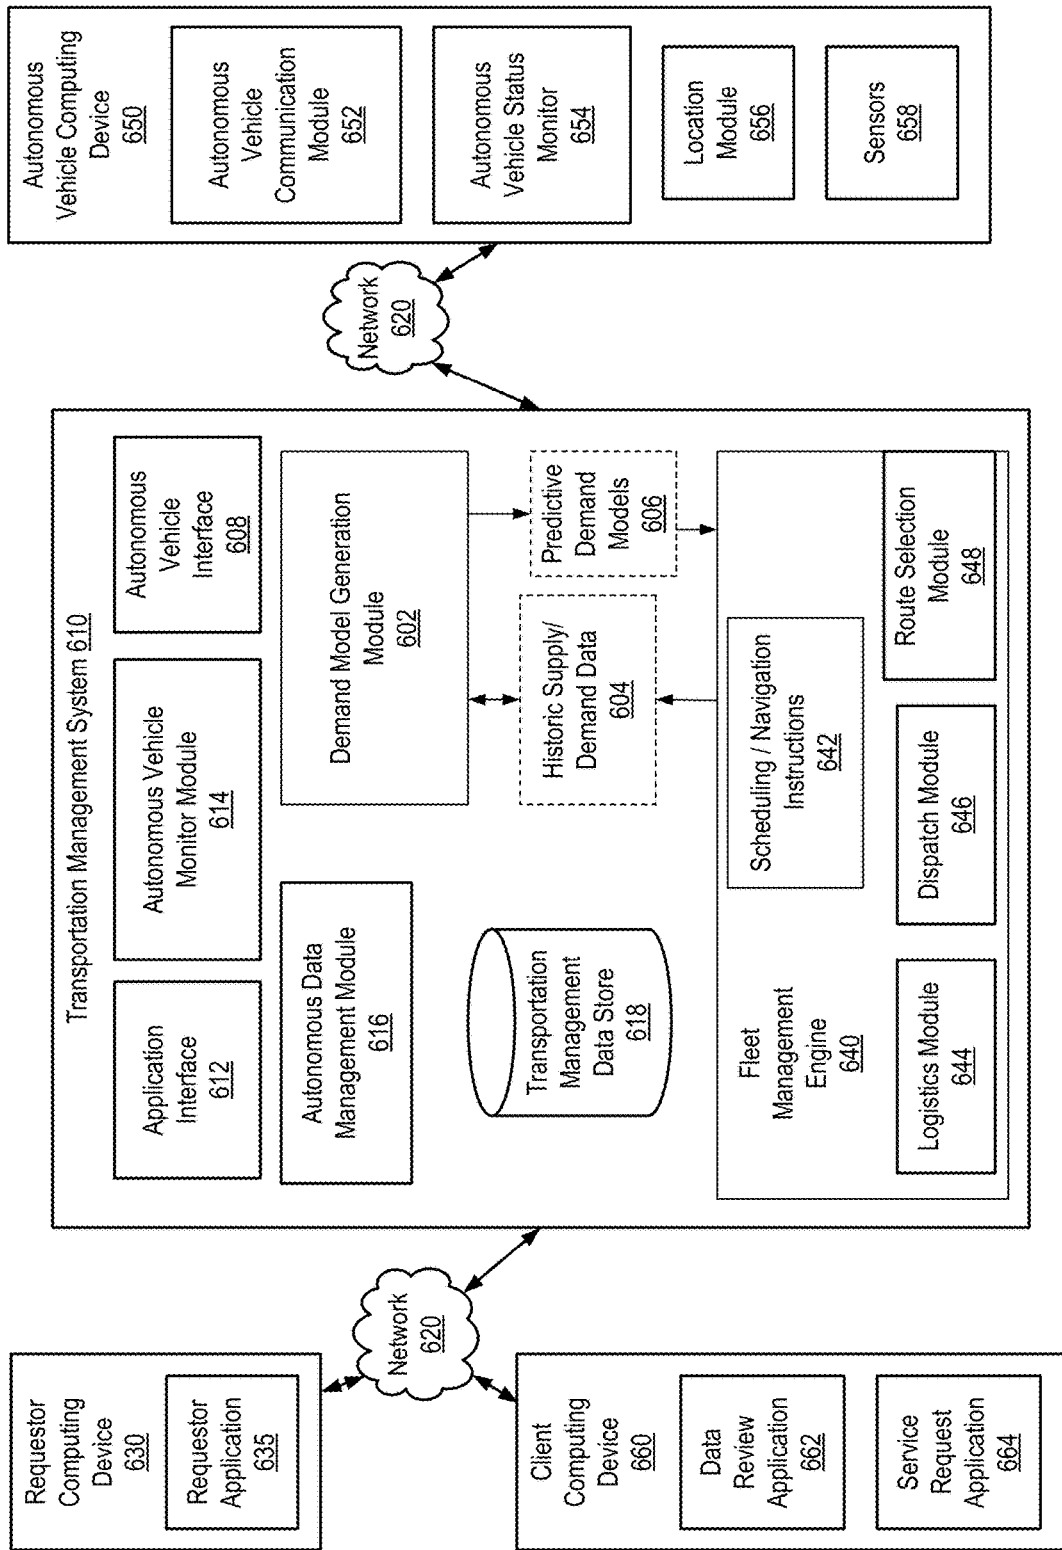 Requestor
Computing
Device
630
Requestor
Application
635
Client
Computing
Device
660
Data
Review
Application
662
Service
Request
Application
664
Network
620
Transportation Management System 610
Application
Interface
612
Autonomous Vehicle
Monitor Module
614
Autonomous
Vehicle
Interface
608
Autonomous Data
Management Module
616
Demand Model Generation
Module
602
Transportation
Management
Data Store
618
Historic Supply/
Demand Data
604
Predictive
Demand
Models
606
Fleet
Management
Engine
640
Scheduling / Navigation
Instructions
642
Logistics Module
644
Dispatch Module
646
Route Selection
Module
648
Network
620
Autonomous
Vehicle Computing
Device
650
Autonomous
Vehicle
Communication
Module
652
Autonomous
Vehicle Status
Monitor
654
Location
Module
656
Sensors
658